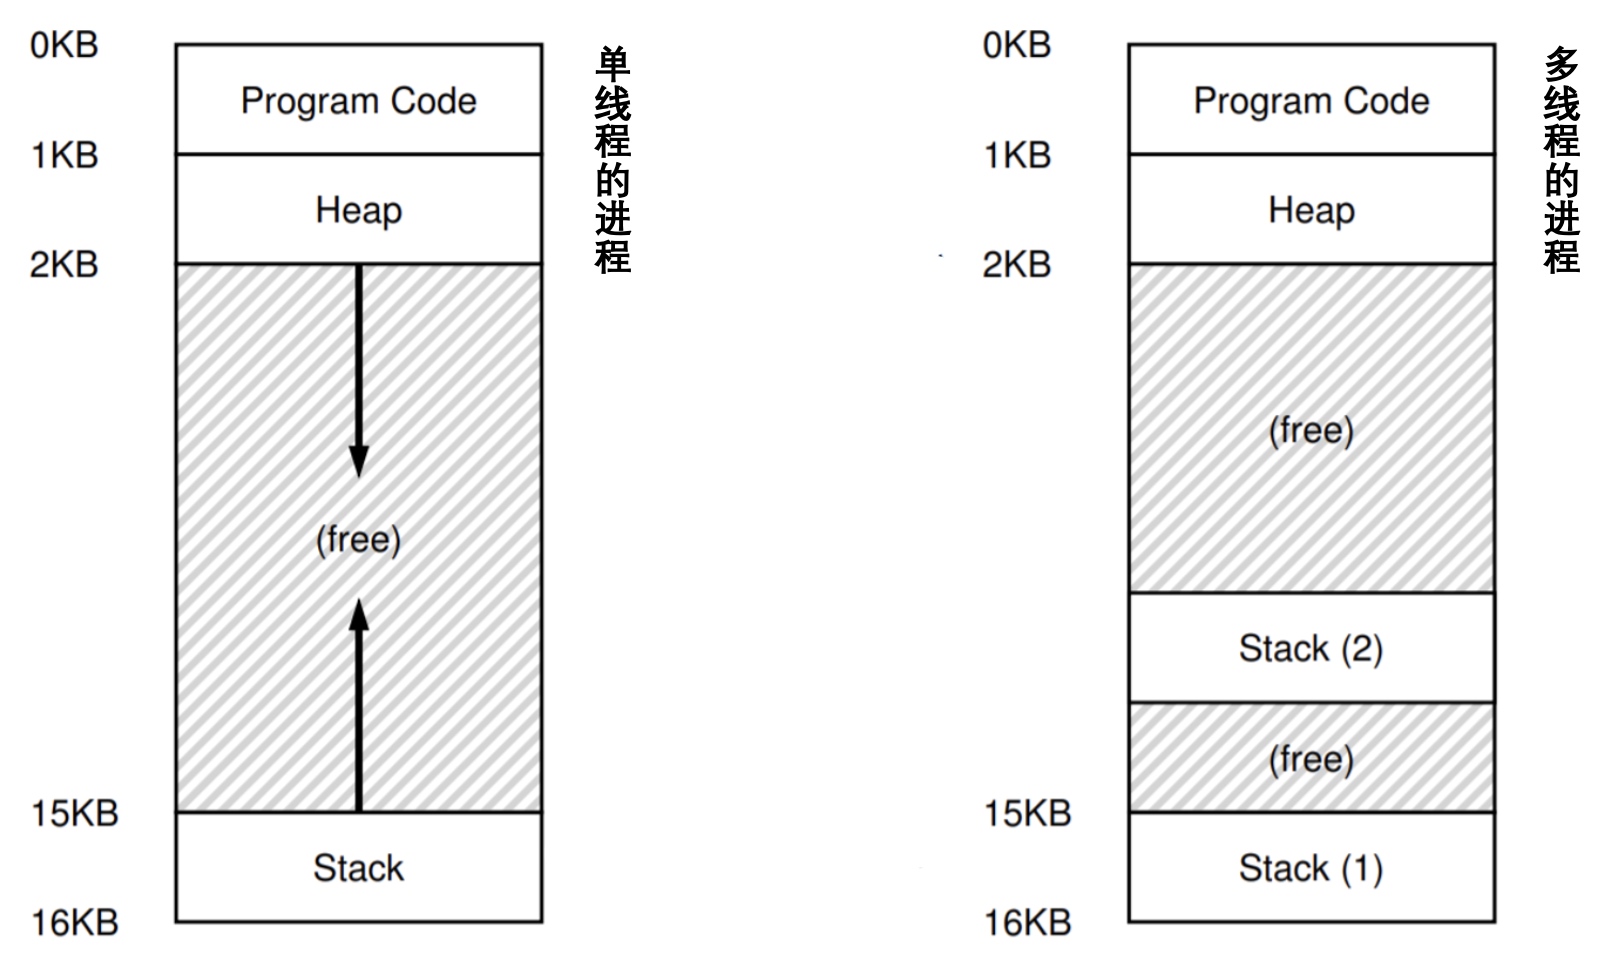 0KB
Program Code
1KB
Heap
2KB
(free)
15KB
Stack
16KB
单线程的进程
0KB
Program Code
1KB
Heap
2KB
(free)
Stack (2)
(free)
15KB
Stack (1)
16KB
多线程的进程